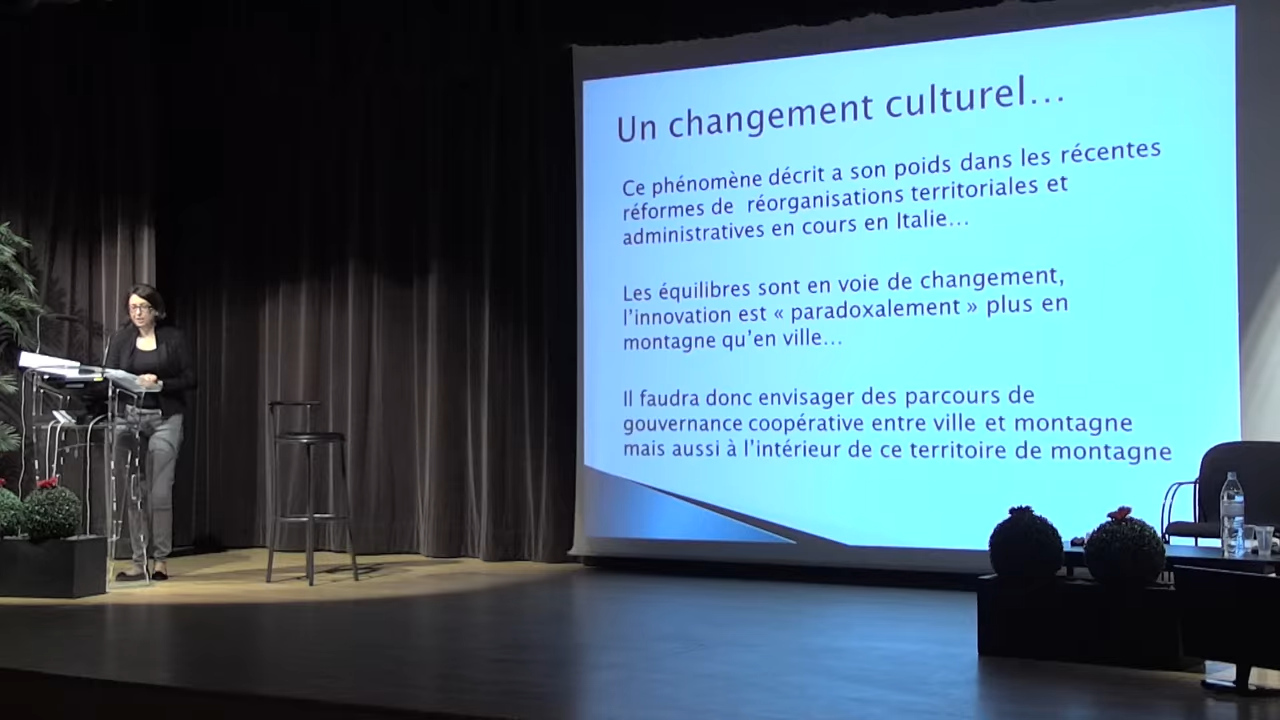 Un changement culturel…
Ce phénomène décrit a son poids dans les récentes
réformes de réorganisations territoriales et
administratives en cours en Italie…
Les équilibres sont en voie de changement,
l'innovation est « paradoxalement » plus en
montagne qu'en ville…
Il faudra donc envisager des parcours de
gouvernance coopérative entre ville et montagne
mais aussi à l'intérieur de ce territoire de montagne